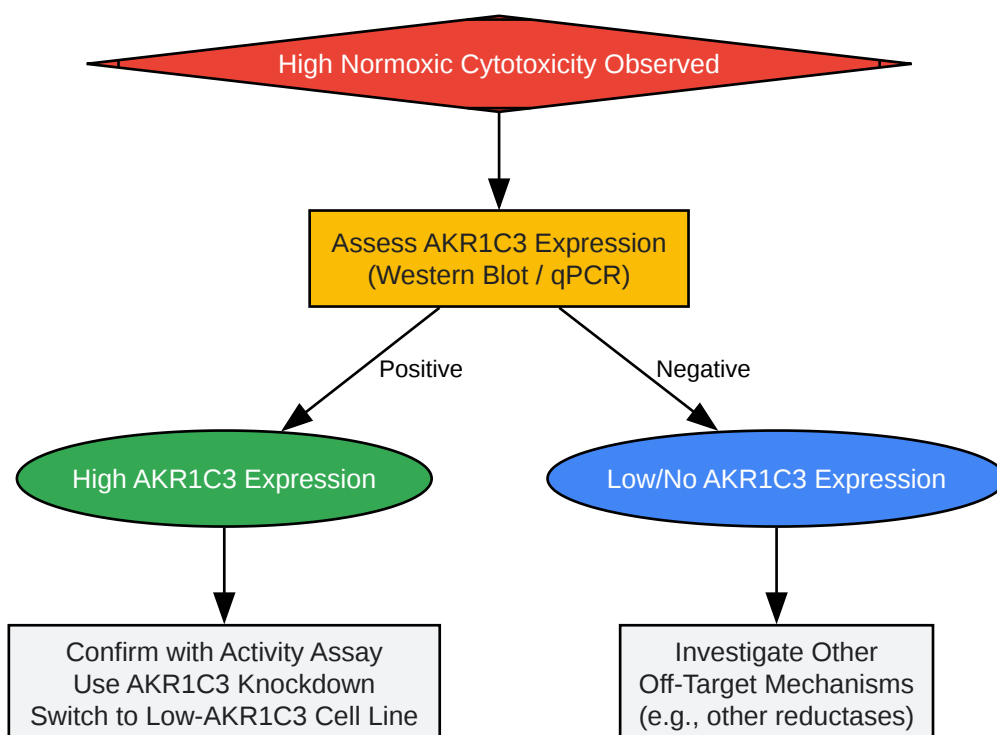 High Normoxic Cytotoxicity Observed
Assess AKR1C3 Expression
(Western Blot / qPCR)
Positive
Negative
High AKR1C3 Expression
Low/No AKR1C3 Expression
Confirm with Activity Assay
Use AKR1C3 Knockdown
Switch to Low-AKR1C3 Cell Line
Investigate Other
Off-Target Mechanisms
(e.g., other reductases)